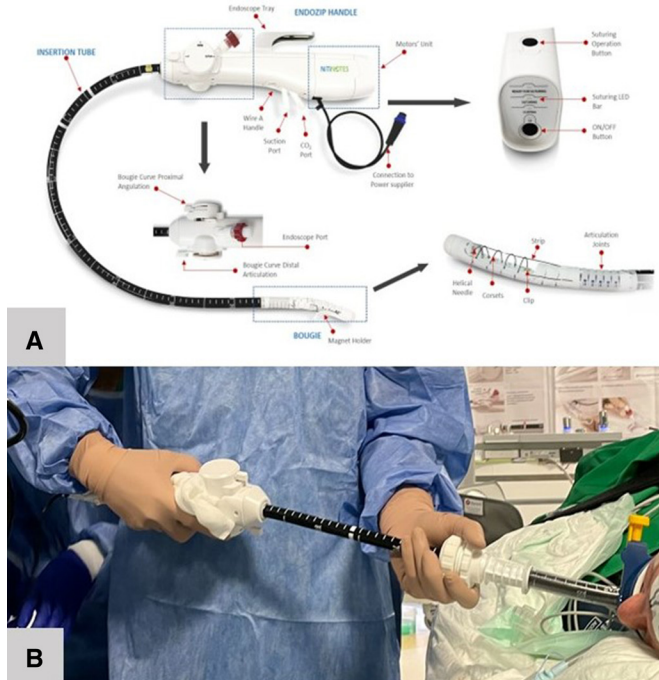 Endoscope Tray
ENDOZIP HANDLE
Suturing
Operation
Button
INSERTION TUBE
Motors' Unit
NITINOTES
Suturing LED
Bar
Wire A
Handle
Suction
Port
CO₂
Port
ON/OFF
Button
Connection to
Power supplier
Bougie Curve Proximal
Angulation
Endoscope Port
Bougie Curve Distal
Articulation
Strip
Articulation
Joints
Helical
Needle
Corsets
Clip
Magnet Holder
BOUGIE
A
B